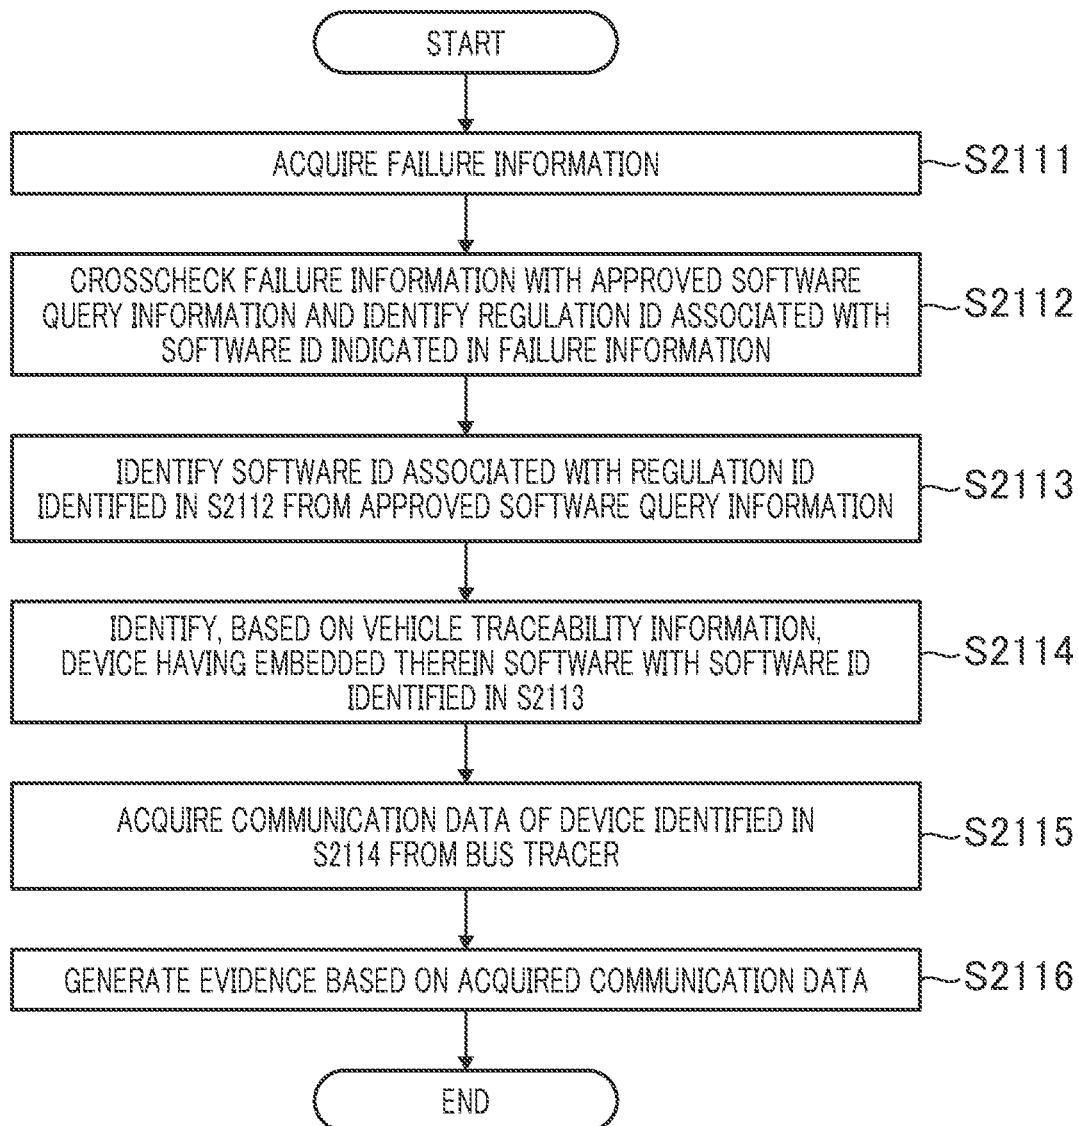 START
ACQUIRE FAILURE INFORMATION
S2111
CROSSCHECK FAILURE INFORMATION WITH APPROVED SOFTWARE
QUERY INFORMATION AND IDENTIFY REGULATION ID ASSOCIATED WITH
SOFTWARE ID INDICATED IN FAILURE INFORMATION
S2112
IDENTIFY SOFTWARE ID ASSOCIATED WITH REGULATION ID
IDENTIFIED IN S2112 FROM APPROVED SOFTWARE QUERY INFORMATION
S2113
IDENTIFY, BASED ON VEHICLE TRACEABILITY INFORMATION,
DEVICE HAVING EMBEDDED THEREIN SOFTWARE WITH SOFTWARE ID
IDENTIFIED IN S2113
S2114
ACQUIRE COMMUNICATION DATA OF DEVICE IDENTIFIED IN
S2114 FROM BUS TRACER
S2115
GENERATE EVIDENCE BASED ON ACQUIRED COMMUNICATION DATA
S2116
END